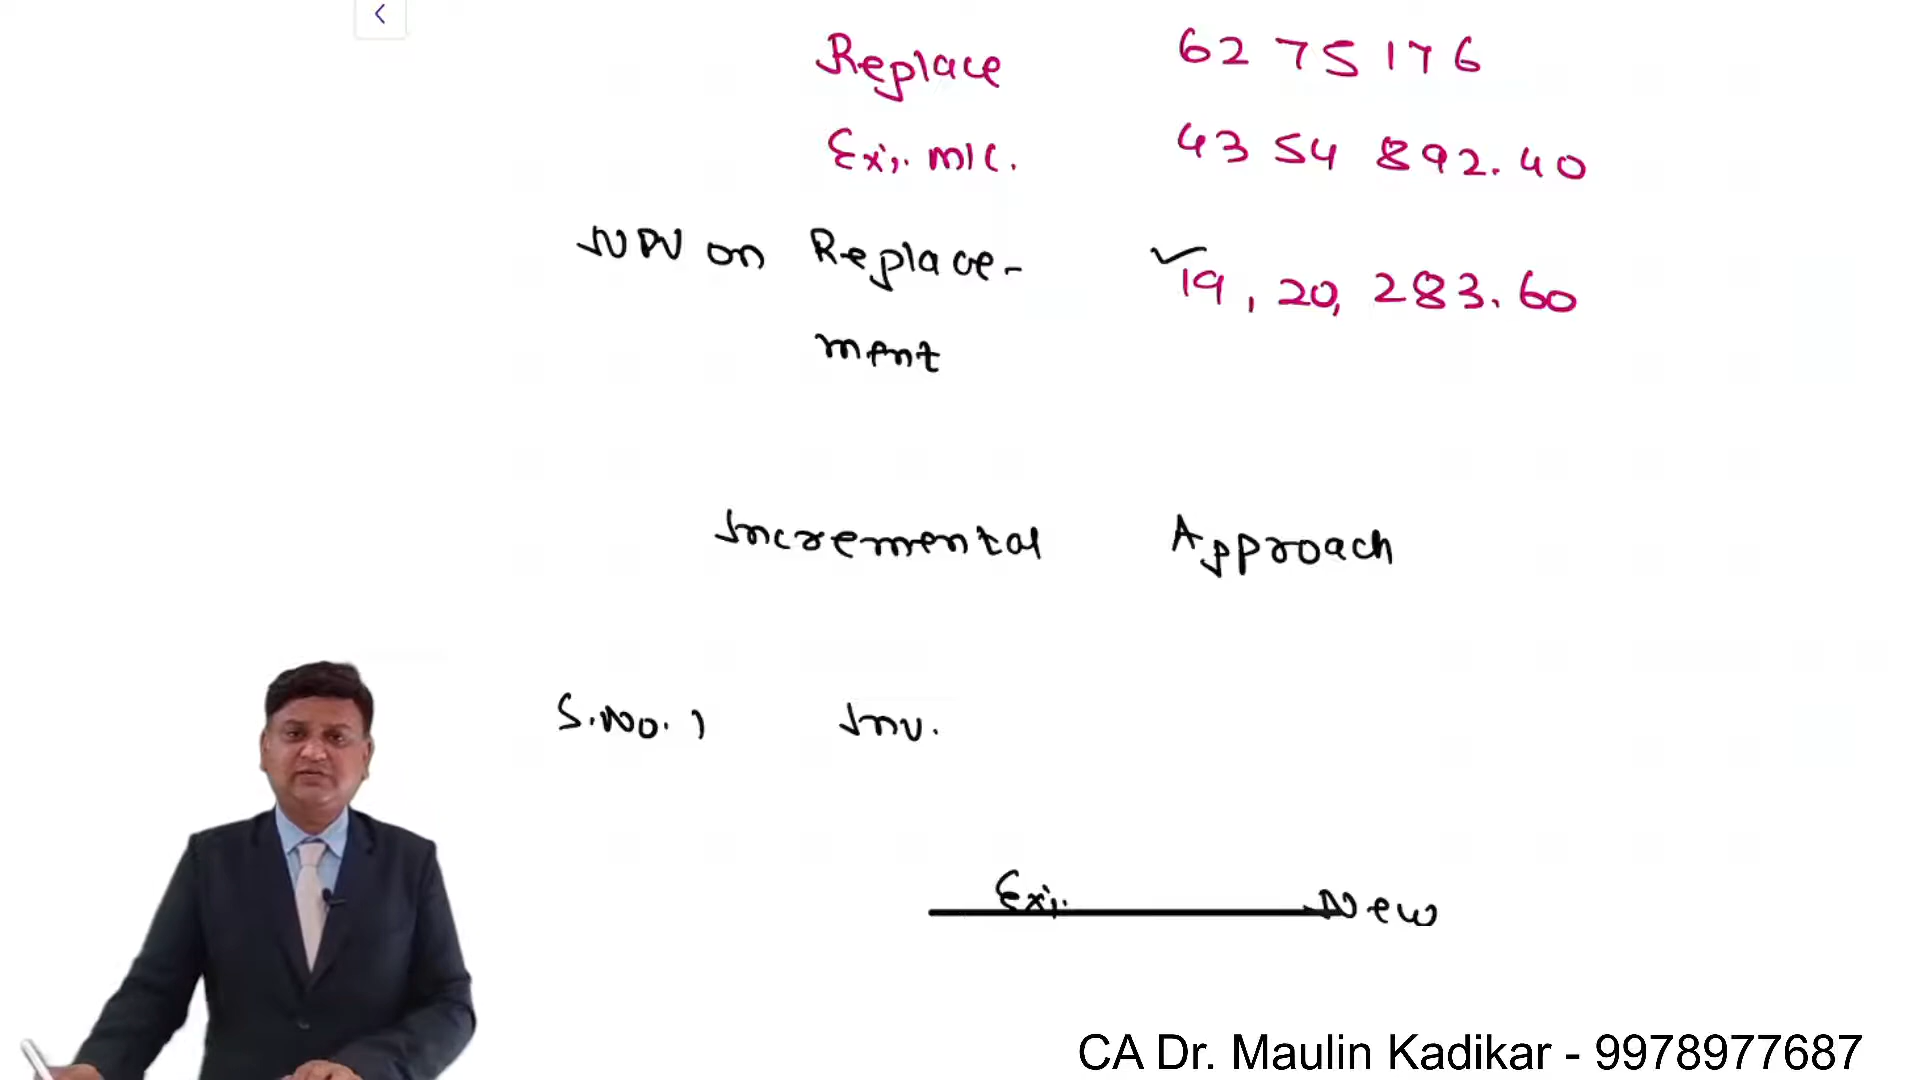 Replace 62 75 176
Exi. m/c. 43 54 892.40
NPV on Replace- 19, 20, 283.60
ment
Incremental Approach
S.No. 1 Inv.
Exi. New
CA Dr. Maulin Kadikar - 9978977687